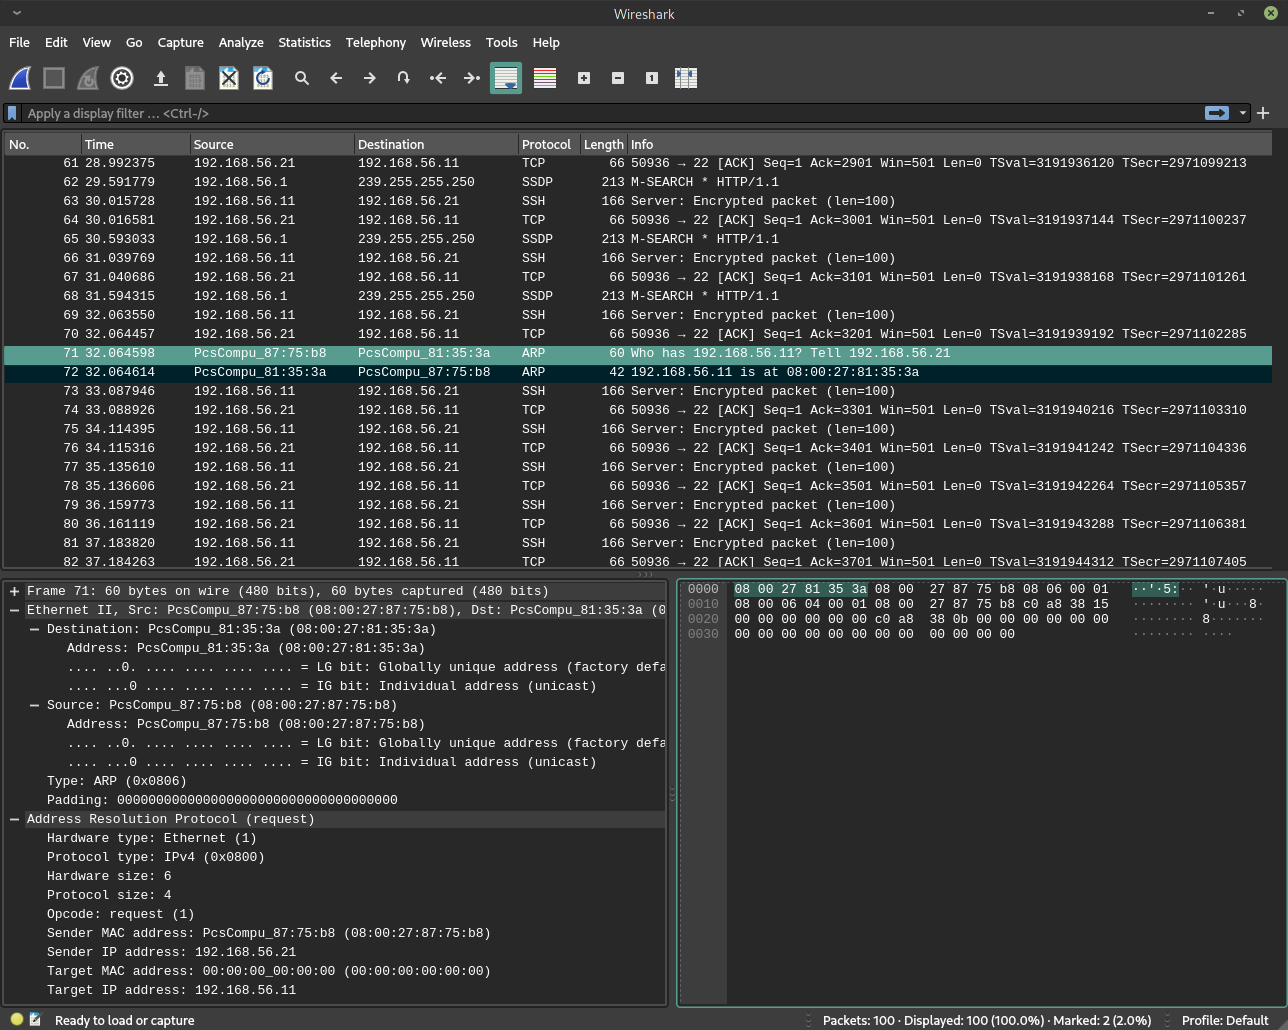 Wireshark
File Edit View Go Capture Analyze Statistics Telephony Wireless Tools Help
Apply a display filter … <Ctrl-/>
No. Time Source Destination Protocol Length Info
61 28.992375 192.168.56.21 192.168.56.11 TCP 66 50936 → 22 [ACK] Seq=1 Ack=2901 Win=501 Len=0 TSval=3191936120 TSecr=2971099213
62 29.591779 192.168.56.1 239.255.255.250 SSDP 213 M-SEARCH * HTTP/1.1
63 30.015728 192.168.56.11 192.168.56.21 SSH 166 Server: Encrypted packet (len=100)
64 30.016581 192.168.56.21 192.168.56.11 TCP 66 50936 → 22 [ACK] Seq=1 Ack=3001 Win=501 Len=0 TSval=3191937144 TSecr=2971100237
65 30.593033 192.168.56.1 239.255.255.250 SSDP 213 M-SEARCH * HTTP/1.1
66 31.039769 192.168.56.11 192.168.56.21 SSH 166 Server: Encrypted packet (len=100)
67 31.040686 192.168.56.21 192.168.56.11 TCP 66 50936 → 22 [ACK] Seq=1 Ack=3101 Win=501 Len=0 TSval=3191938168 TSecr=2971101261
68 31.594315 192.168.56.1 239.255.255.250 SSDP 213 M-SEARCH * HTTP/1.1
69 32.063550 192.168.56.11 192.168.56.21 SSH 166 Server: Encrypted packet (len=100)
70 32.064457 192.168.56.21 192.168.56.11 TCP 66 50936 → 22 [ACK] Seq=1 Ack=3201 Win=501 Len=0 TSval=3191939192 TSecr=2971102285
71 32.064598 PcsCompu_87:75:b8 PcsCompu_81:35:3a ARP 60 Who has 192.168.56.11? Tell 192.168.56.21
72 32.064614 PcsCompu_81:35:3a PcsCompu_87:75:b8 ARP 42 192.168.56.11 is at 08:00:27:81:35:3a
73 33.087946 192.168.56.11 192.168.56.21 SSH 166 Server: Encrypted packet (len=100)
74 33.088926 192.168.56.21 192.168.56.11 TCP 66 50936 → 22 [ACK] Seq=1 Ack=3301 Win=501 Len=0 TSval=3191940216 TSecr=2971103310
75 34.114395 192.168.56.11 192.168.56.21 SSH 166 Server: Encrypted packet (len=100)
76 34.115316 192.168.56.21 192.168.56.11 TCP 66 50936 → 22 [ACK] Seq=1 Ack=3401 Win=501 Len=0 TSval=3191941242 TSecr=2971104336
77 35.135610 192.168.56.11 192.168.56.21 SSH 166 Server: Encrypted packet (len=100)
78 35.136606 192.168.56.21 192.168.56.11 TCP 66 50936 → 22 [ACK] Seq=1 Ack=3501 Win=501 Len=0 TSval=3191942264 TSecr=2971105357
79 36.159773 192.168.56.11 192.168.56.21 SSH 166 Server: Encrypted packet (len=100)
80 36.161119 192.168.56.21 192.168.56.11 TCP 66 50936 → 22 [ACK] Seq=1 Ack=3601 Win=501 Len=0 TSval=3191943288 TSecr=2971106381
81 37.183820 192.168.56.11 192.168.56.21 SSH 166 Server: Encrypted packet (len=100)
82 37.184263 192.168.56.21 192.168.56.11 TCP 66 50936 → 22 [ACK] Seq=1 Ack=3701 Win=501 Len=0 TSval=3191944312 TSecr=2971107405
Frame 71: 60 bytes on wire (480 bits), 60 bytes captured (480 bits)
Ethernet II, Src: PcsCompu_87:75:b8 (08:00:27:87:75:b8), Dst: PcsCompu_81:35:3a (0
Destination: PcsCompu_81:35:3a (08:00:27:81:35:3a)
Address: PcsCompu_81:35:3a (08:00:27:81:35:3a)
.... ..0. .... .... .... .... = LG bit: Globally unique address (factory defa
.... ...0 .... .... .... .... = IG bit: Individual address (unicast)
Source: PcsCompu_87:75:b8 (08:00:27:87:75:b8)
Address: PcsCompu_87:75:b8 (08:00:27:87:75:b8)
.... ..0. .... .... .... .... = LG bit: Globally unique address (factory defa
.... ...0 .... .... .... .... = IG bit: Individual address (unicast)
Type: ARP (0x0806)
Padding: 000000000000000000000000000000000000
Address Resolution Protocol (request)
Hardware type: Ethernet (1)
Protocol type: IPv4 (0x0800)
Hardware size: 6
Protocol size: 4
Opcode: request (1)
Sender MAC address: PcsCompu_87:75:b8 (08:00:27:87:75:b8)
Sender IP address: 192.168.56.21
Target MAC address: 00:00:00_00:00:00 (00:00:00:00:00:00)
Target IP address: 192.168.56.11
0000 08 00 27 81 35 3a 08 00 27 87 75 b8 08 06 00 01 ··'·5:·· '·u·····
0010 08 00 06 04 00 01 08 00 27 87 75 b8 c0 a8 38 15 ········ '·u···8·
0020 00 00 00 00 00 00 c0 a8 38 0b 00 00 00 00 00 00 ········ 8·······
0030 00 00 00 00 00 00 00 00 00 00 00 00 ········ ····
Ready to load or capture
Packets: 100 · Displayed: 100 (100.0%) · Marked: 2 (2.0%)
Profile: Default